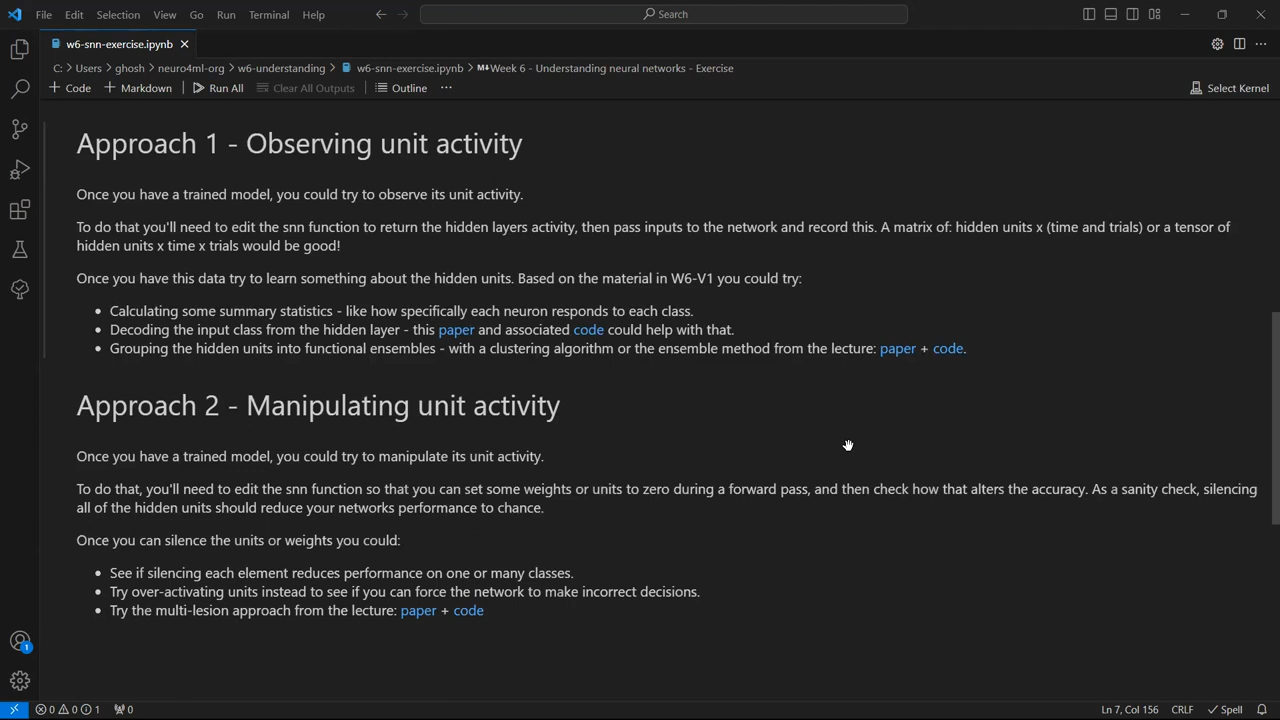 File Edit Selection View Go Run Terminal Help Search
w6-snn-exercise.ipynb
C: > Users > ghosh > neuro4ml-org > w6-understanding > w6-snn-exercise.ipynb > M↓Week 6 - Understanding neural networks - Exercise
+ Code + Markdown Run All Clear All Outputs Outline ... Select Kernel
Approach 1 - Observing unit activity
Once you have a trained model, you could try to observe its unit activity.
To do that you'll need to edit the snn function to return the hidden layers activity, then pass inputs to the network and record this. A matrix of: hidden units x (time and trials) or a tensor of
hidden units x time x trials would be good!
Once you have this data try to learn something about the hidden units. Based on the material in W6-V1 you could try:
• Calculating some summary statistics - like how specifically each neuron responds to each class.
• Decoding the input class from the hidden layer - this paper and associated code could help with that.
• Grouping the hidden units into functional ensembles - with a clustering algorithm or the ensemble method from the lecture: paper + code.
Approach 2 - Manipulating unit activity
Once you have a trained model, you could try to manipulate its unit activity.
To do that, you'll need to edit the snn function so that you can set some weights or units to zero during a forward pass, and then check how that alters the accuracy. As a sanity check, silencing
all of the hidden units should reduce your networks performance to chance.
Once you can silence the units or weights you could:
• See if silencing each element reduces performance on one or many classes.
• Try over-activating units instead to see if you can force the network to make incorrect decisions.
• Try the multi-lesion approach from the lecture: paper + code
1
0 0 1 0 Ln 7, Col 156 CRLF Spell